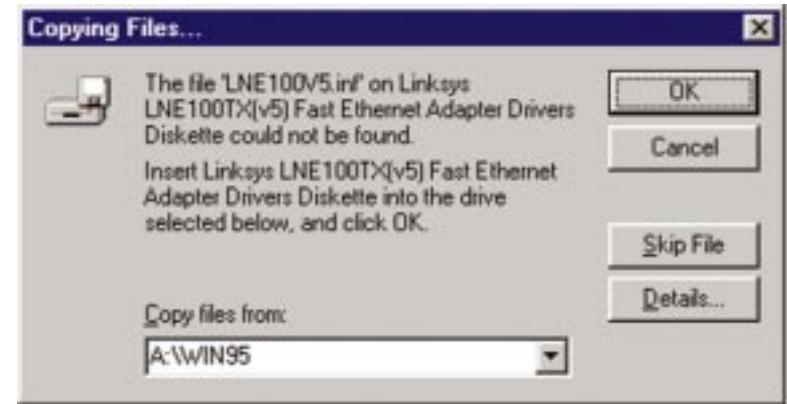 Copying Files...
The file 'LNE100V5.inf' on Linksys
LNE100TX(v5) Fast Ethernet Adapter Drivers
Diskette could not be found.
Insert Linksys LNE100TX(v5) Fast Ethernet
Adapter Drivers Diskette into the drive
selected below, and click OK.
Copy files from:
A:\WIN95
OK
Cancel
Skip File
Details...